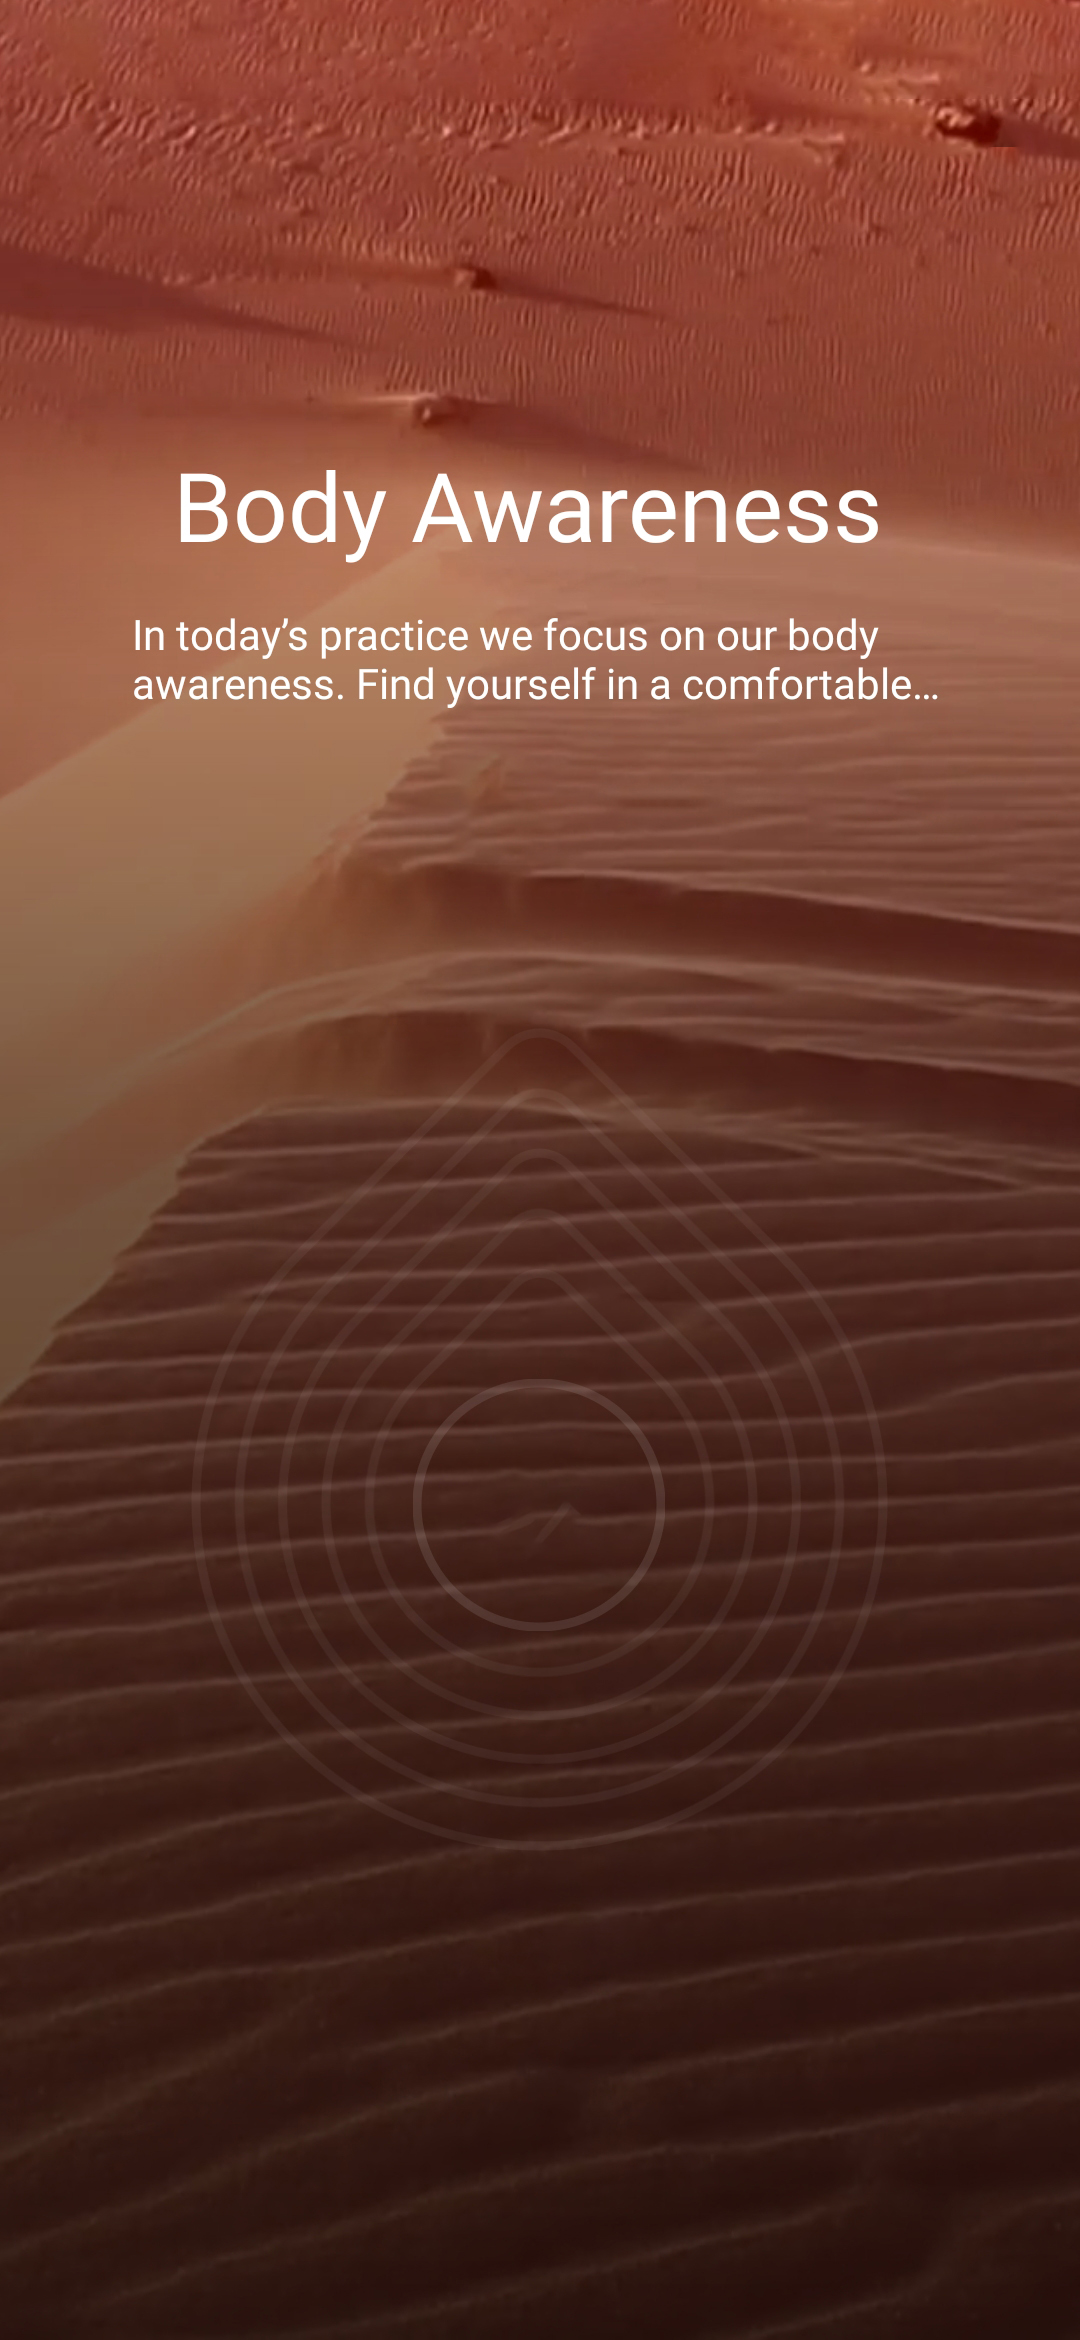 Body Awareness
In today’s practice we focus on our body
awareness. Find yourself in a comfortable…